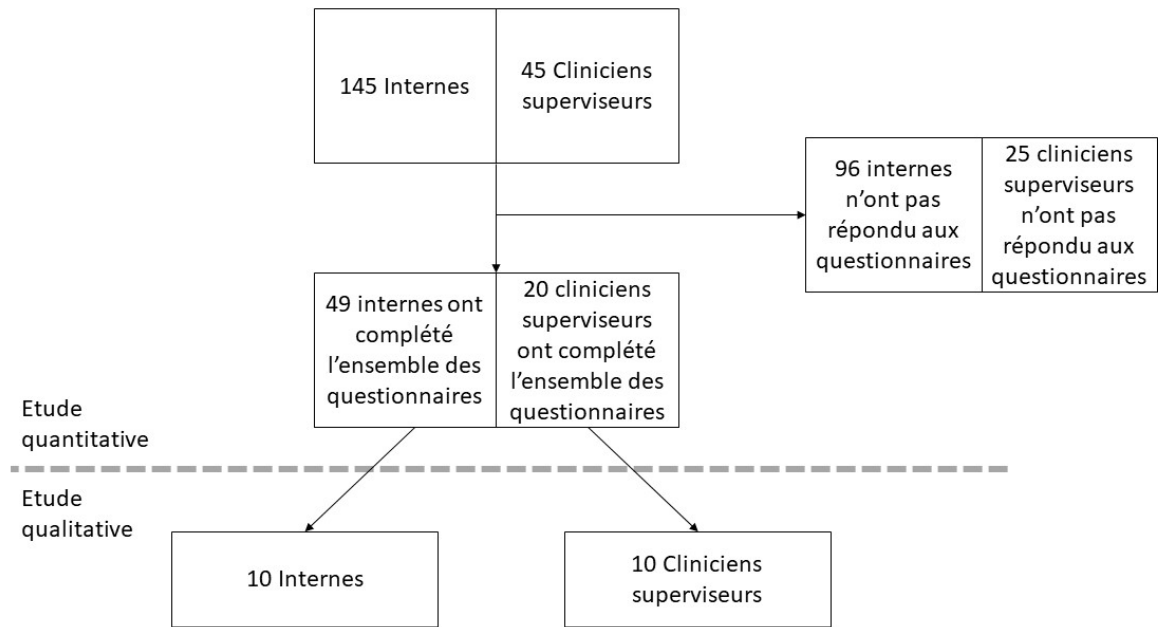 145 Internes
45 Cliniciens
superviseurs
96 internes
n'ont pas
répondu aux
questionnaires
25 cliniciens
superviseurs
n'ont pas
répondu aux
questionnaires
49 internes ont
complété
l'ensemble des
questionnaires
20 cliniciens
superviseurs
ont complété
l'ensemble des
questionnaires
Etude
quantitative
Etude
qualitative
10 Internes
10 Cliniciens
superviseurs